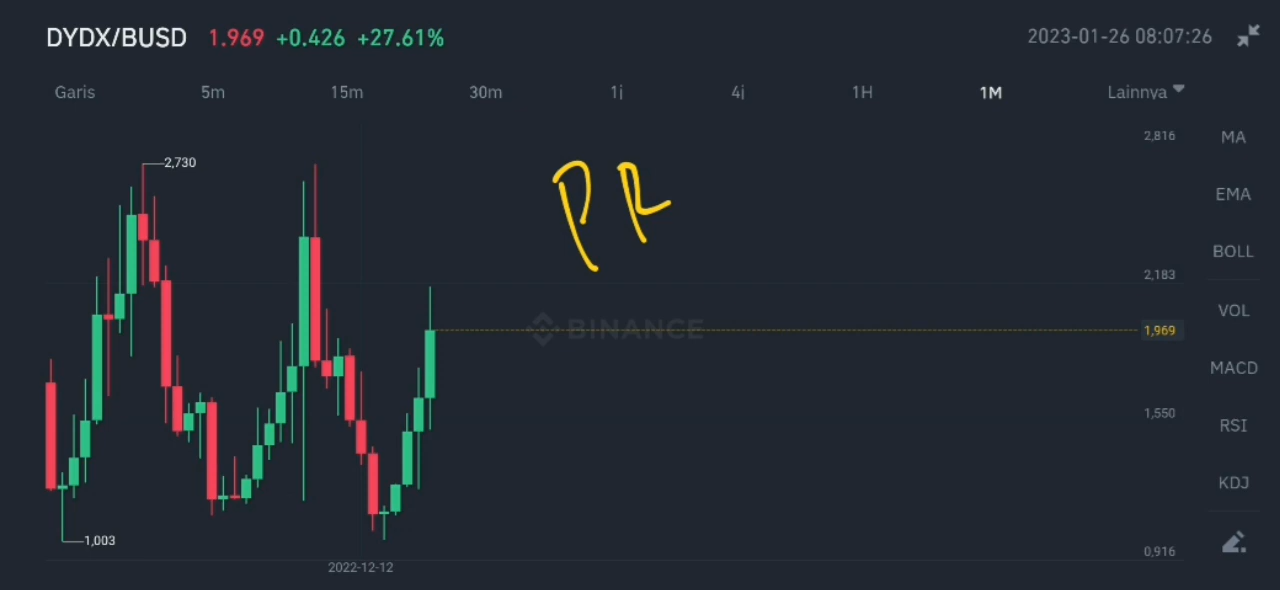 DYDX/BUSD 1.969 +0.426 +27.61% 2023-01-26 08:07:26
Garis 5m 15m 30m 1j 4j 1H 1M Lainnya
2,816 MA
2,730
EMA
BOLL
2,183
VOL
BINANCE 1,969
MACD
1,550
RSI
KDJ
1,003
0,916
2022-12-12